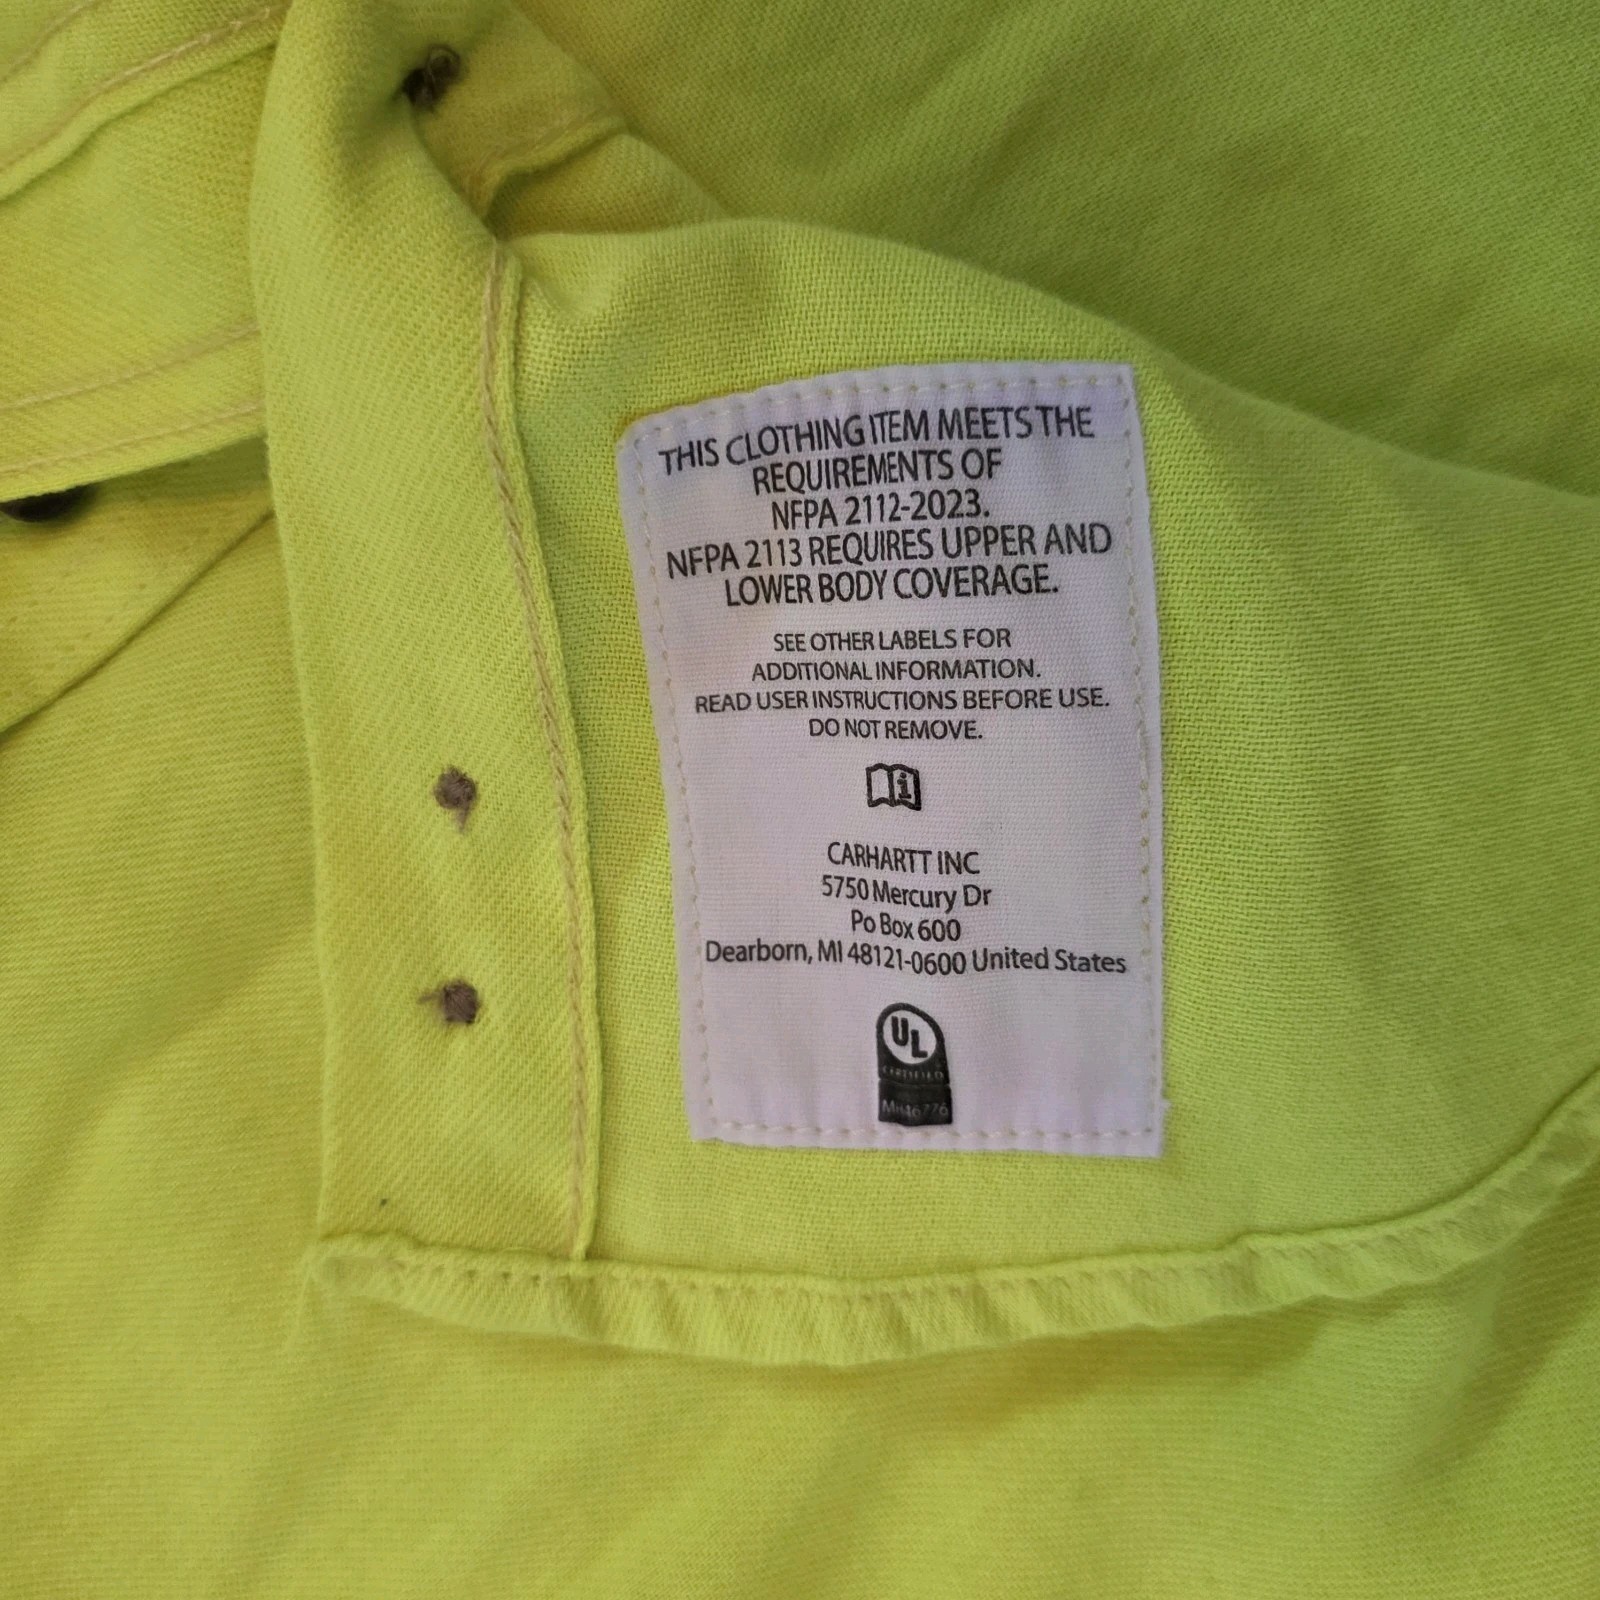 THIS CLOTHING ITEM MEETS THE
REQUIREMENTS OF
NFPA 2112-2023.
NFPA 2113 REQUIRES UPPER AND
LOWER BODY COVERAGE.
SEE OTHER LABELS FOR
ADDITIONAL INFORMATION.
READ USER INSTRUCTIONS BEFORE USE.
DO NOT REMOVE.
i
CARHARTT INC
5750 Mercury Dr
Po Box 600
Dearborn, MI 48121-0600 United States
UL
CERTIFIED
MH46776